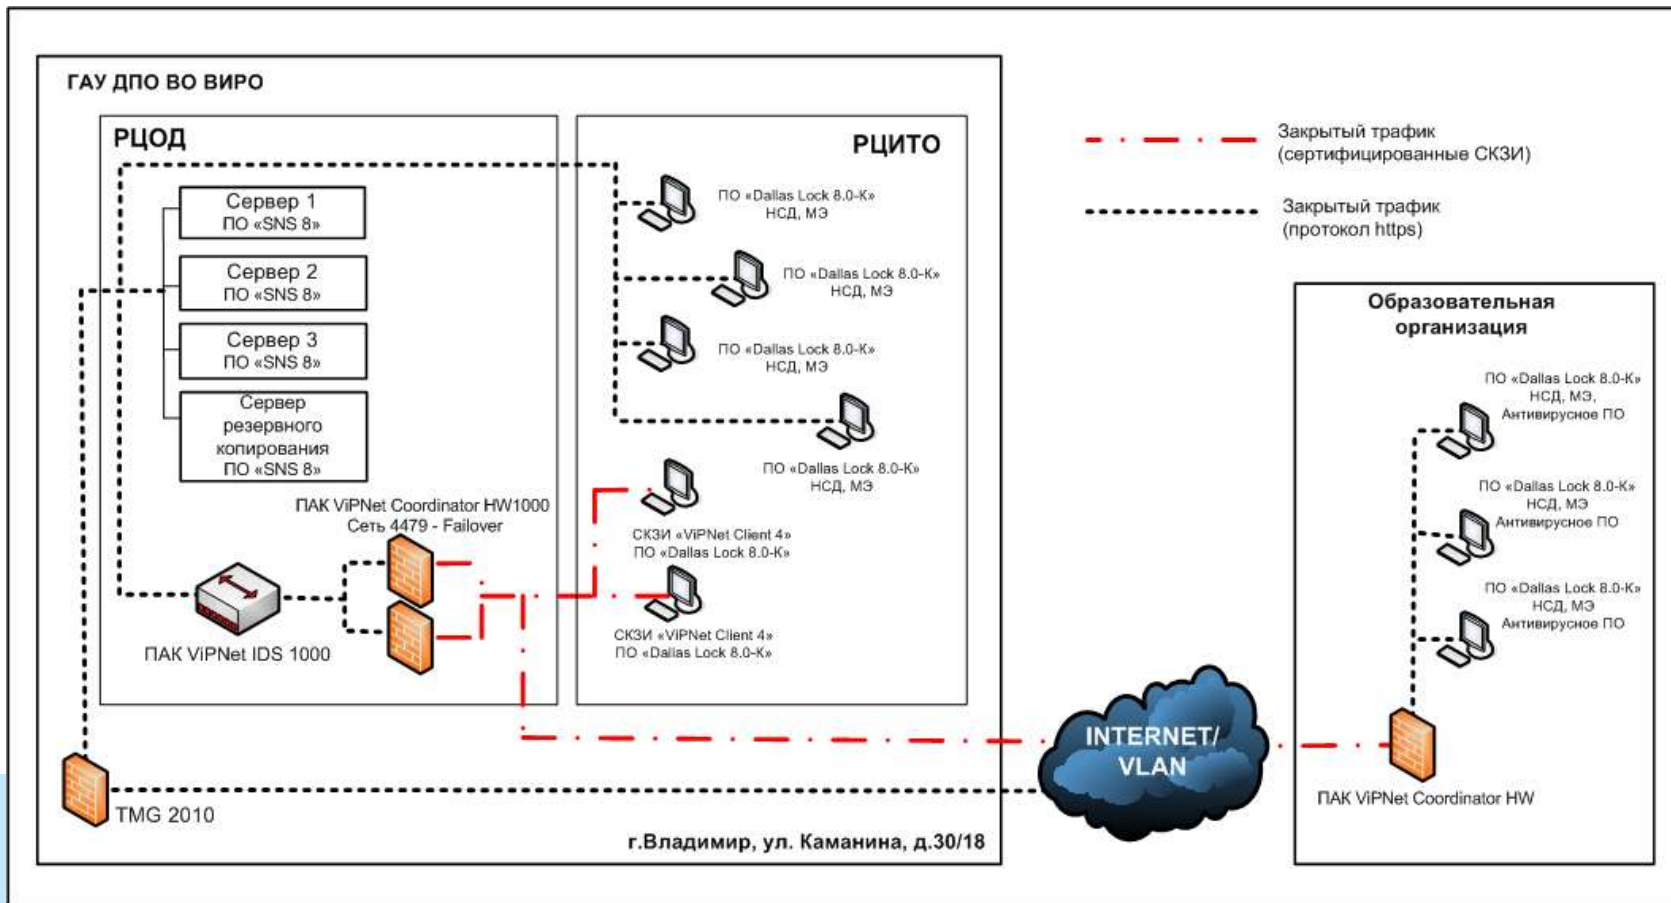 ГАУ ДПО ВО ВИРО
РЦОД
Сервер 1
ПО «SNS 8»
Сервер 2
ПО «SNS 8»
Сервер 3
ПО «SNS 8»
Сервер
резервного
копирования
ПО «SNS 8»
ПАК ViPNet Coordinator HW1000
Сеть 4479 - Failover
ПАК ViPNet IDS 1000
РЦИТО
ПО «Dallas Lock 8.0-К»
НСД, МЭ
ПО «Dallas Lock 8.0-К»
НСД, МЭ
ПО «Dallas Lock 8.0-К»
НСД, МЭ
ПО «Dallas Lock 8.0-К»
НСД, МЭ
СКЗИ «ViPNet Client 4»
ПО «Dallas Lock 8.0-К»
СКЗИ «ViPNet Client 4»
ПО «Dallas Lock 8.0-К»
TMG 2010
г.Владимир, ул. Каманина, д.30/18
Закрытый трафик
(сертифицированные СКЗИ)
Закрытый трафик
(протокол https)
INTERNET/
VLAN
Образовательная
организация
ПО «Dallas Lock 8.0-К»
НСД, МЭ,
Антивирусное ПО
ПО «Dallas Lock 8.0-К»
НСД, МЭ
Антивирусное ПО
ПО «Dallas Lock 8.0-К»
НСД, МЭ
Антивирусное ПО
ПАК ViPNet Coordinator HW